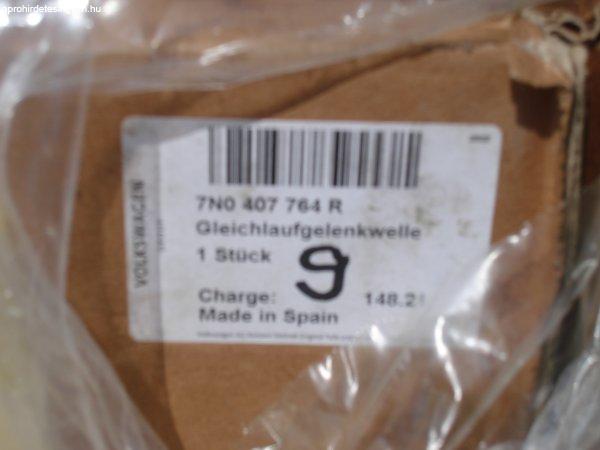 7N0 407 764 R
Gleichlaufgelenkwelle
1 Stück
9
Charge: 148.2
Made in Spain
VOLKSWAGEN